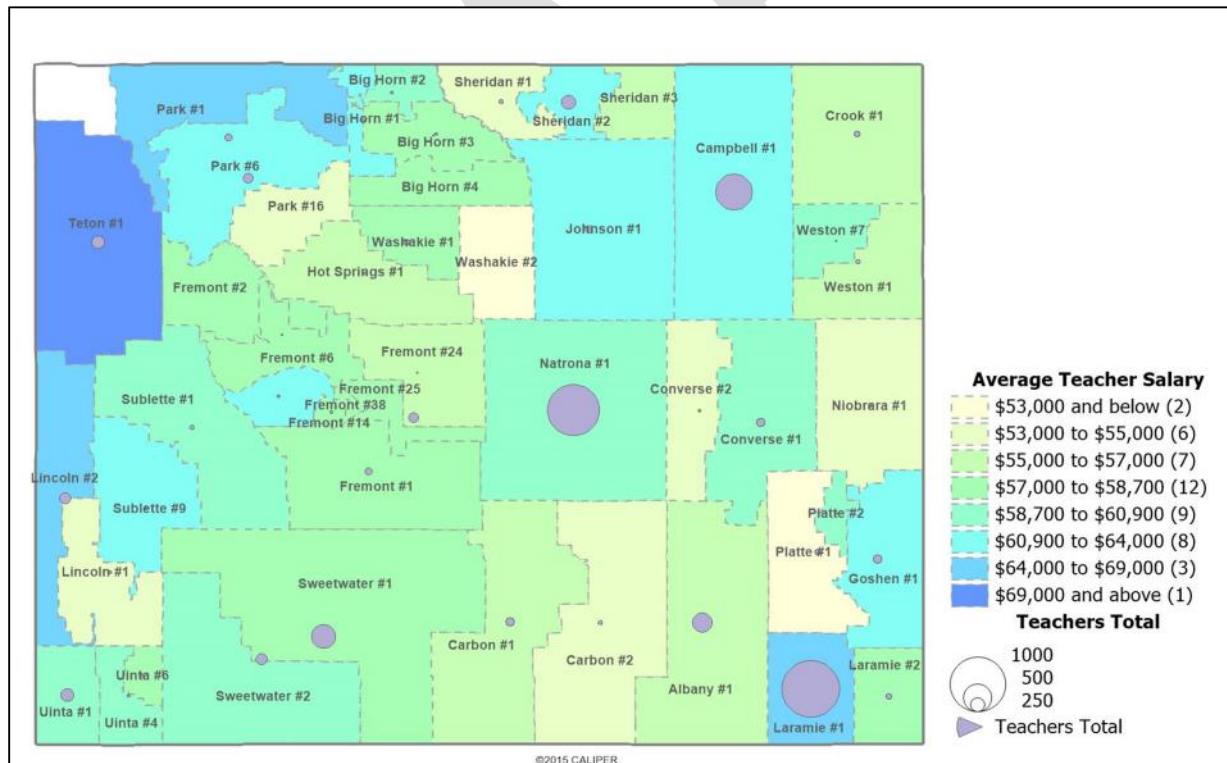 Big Horn #2
Sheridan #1
Park #1
Sheridan #3
Big Horn #1
Sheridan #2
Crook #1
Big Horn #3
Campbell #1
Park #6
Big Horn #4
Park #16
Teton #1
Johnson #1
Weston #7
Washakie #1
Washakie #2
Hot Springs #1
Fremont #2
Weston #1
Fremont #24
Fremont #6
Natrona #1
Converse #2
Fremont #25
Sublette #1
Fremont #38
Niobrara #1
Fremont #14
Converse #1
Lincoln #2
Fremont #1
Sublette #9
Platte #2
Platte #1
Lincoln #1
Goshen #1
Sweetwater #1
Carbon #1
Carbon #2
Laramie #2
Uinta #6
Albany #1
Sweetwater #2
Uinta #1
Uinta #4
Laramie #1
Average Teacher Salary
$53,000 and below (2)
$53,000 to $55,000 (6)
$55,000 to $57,000 (7)
$57,000 to $58,700 (12)
$58,700 to $60,900 (9)
$60,900 to $64,000 (8)
$64,000 to $69,000 (3)
$69,000 and above (1)
Teachers Total
1000
500
250
Teachers Total
©2015 CALIPER